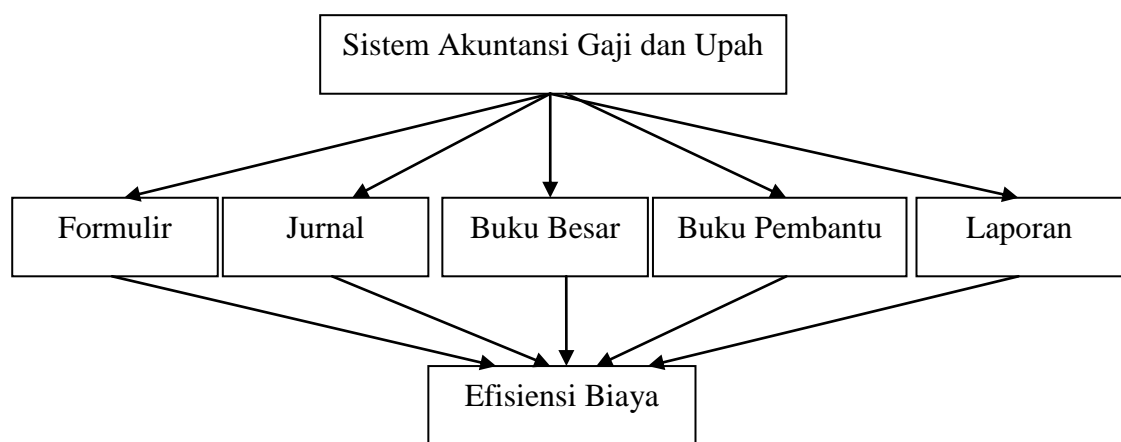 Sistem Akuntansi Gaji dan Upah
Formulir
Jurnal
Buku Besar
Buku Pembantu
Laporan
Efisiensi Biaya